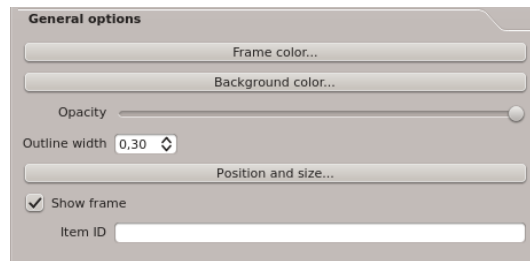 General options
Frame color...
Background color...
Opacity
Outline width 0,30
Position and size...
Show frame
Item ID